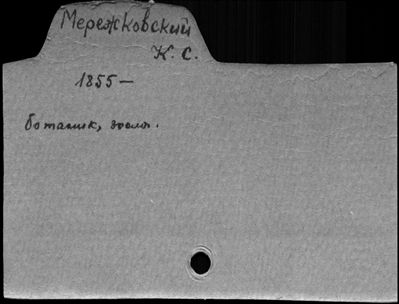 Мережковский
К. С.
1855—
ботаник, зоолог.